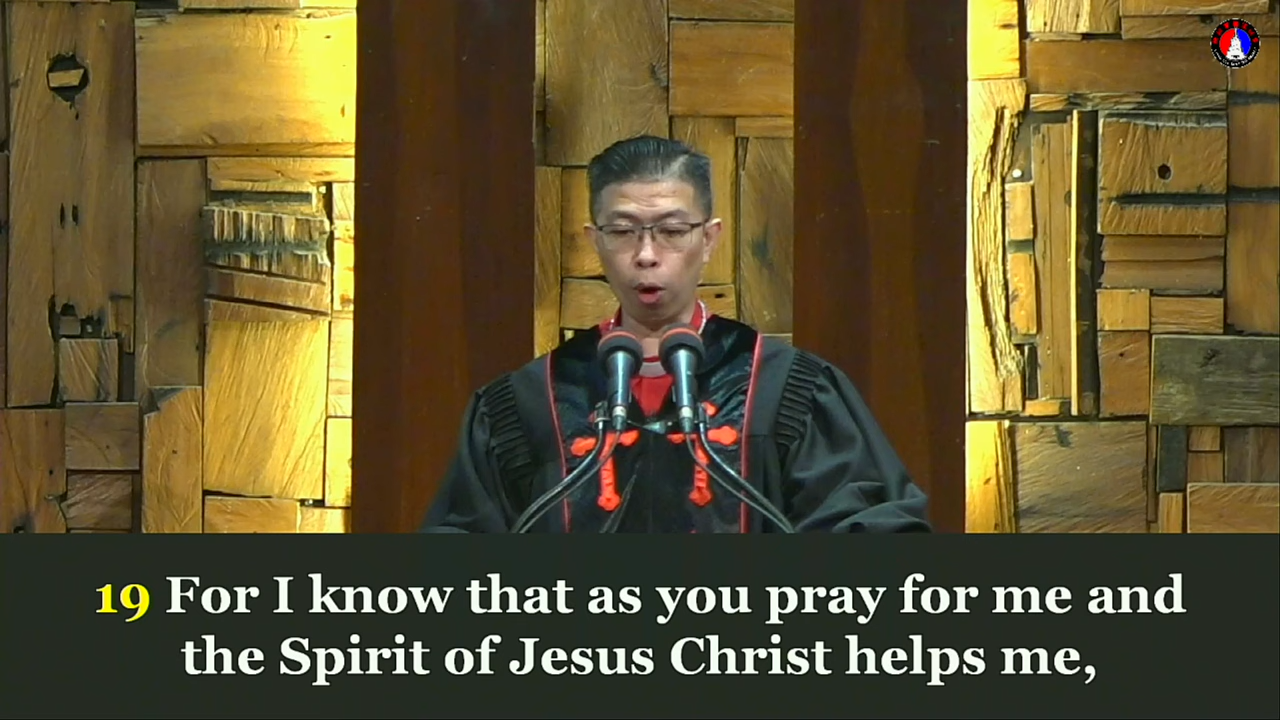 19 For I know that as you pray for me and
the Spirit of Jesus Christ helps me,